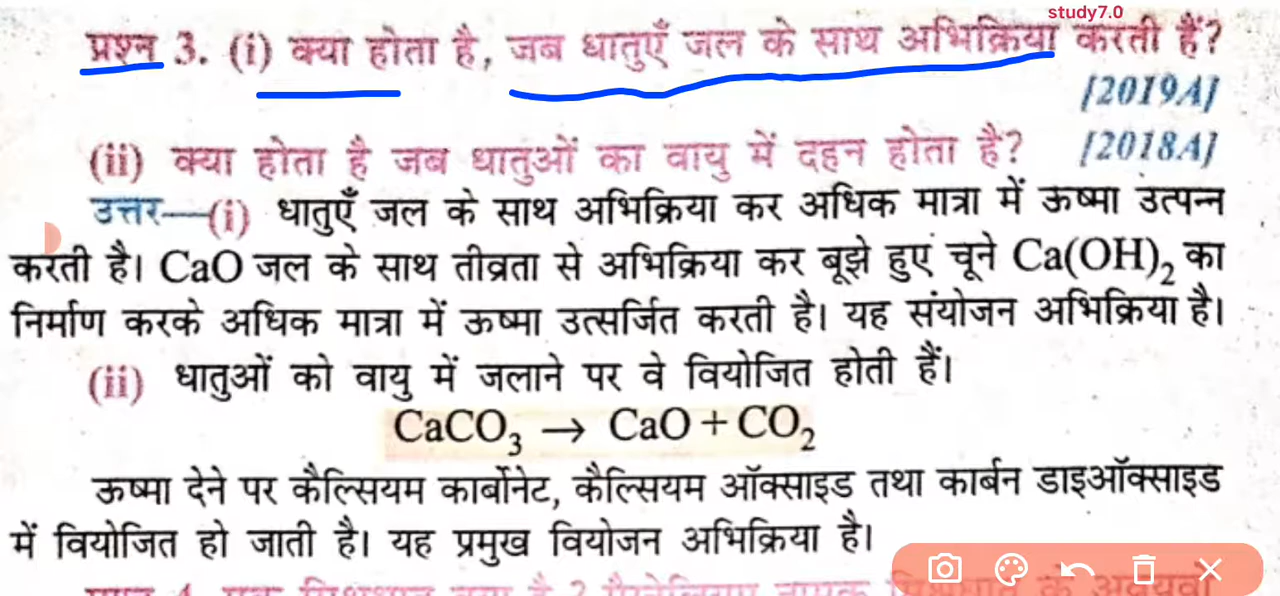 study7.0
प्रश्न 3. (i) क्या होता है, जब धातुएँ जल के साथ अभिक्रिया करती हैं?
[2019A]
(ii) क्या होता है जब धातुओं का वायु में दहन होता है? [2018A]
उत्तर—(i) धातुएँ जल के साथ अभिक्रिया कर अधिक मात्रा में ऊष्मा उत्पन्न
करती है। CaO जल के साथ तीव्रता से अभिक्रिया कर बूझे हुए चूने Ca(OH)₂ का
निर्माण करके अधिक मात्रा में ऊष्मा उत्सर्जित करती है। यह संयोजन अभिक्रिया है।
(ii) धातुओं को वायु में जलाने पर वे वियोजित होती हैं।
CaCO₃ → CaO + CO₂
ऊष्मा देने पर कैल्सियम कार्बोनेट, कैल्सियम ऑक्साइड तथा कार्बन डाइऑक्साइड
में वियोजित हो जाती है। यह प्रमुख वियोजन अभिक्रिया है।